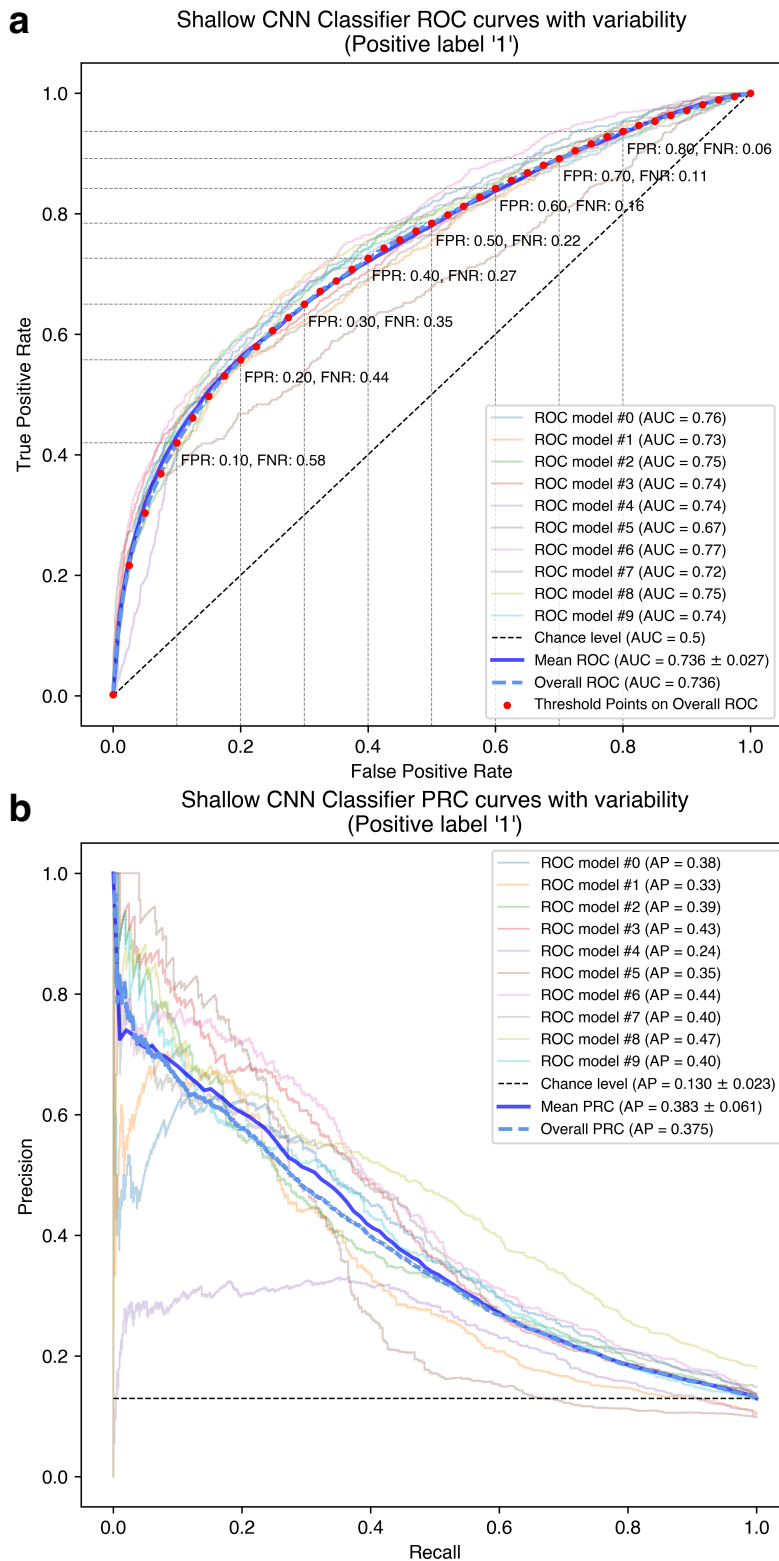 a
Shallow CNN Classifier ROC curves with variability
(Positive label '1')
True Positive Rate
1.0
0.8
0.6
0.4
0.2
0.0
FPR: 0.80, FNR: 0.06
FPR: 0.70, FNR: 0.11
FPR: 0.60, FNR: 0.16
FPR: 0.50, FNR: 0.22
FPR: 0.40, FNR: 0.27
FPR: 0.30, FNR: 0.35
FPR: 0.20, FNR: 0.44
FPR: 0.10, FNR: 0.58
ROC model #0 (AUC = 0.76)
ROC model #1 (AUC = 0.73)
ROC model #2 (AUC = 0.75)
ROC model #3 (AUC = 0.74)
ROC model #4 (AUC = 0.74)
ROC model #5 (AUC = 0.67)
ROC model #6 (AUC = 0.77)
ROC model #7 (AUC = 0.72)
ROC model #8 (AUC = 0.75)
ROC model #9 (AUC = 0.74)
Chance level (AUC = 0.5)
Mean ROC (AUC = 0.736 ± 0.027)
Overall ROC (AUC = 0.736)
Threshold Points on Overall ROC
0.0 0.2 0.4 0.6 0.8 1.0
False Positive Rate
b
Shallow CNN Classifier PRC curves with variability
(Positive label '1')
Precision
1.0
0.8
0.6
0.4
0.2
0.0
ROC model #0 (AP = 0.38)
ROC model #1 (AP = 0.33)
ROC model #2 (AP = 0.39)
ROC model #3 (AP = 0.43)
ROC model #4 (AP = 0.24)
ROC model #5 (AP = 0.35)
ROC model #6 (AP = 0.44)
ROC model #7 (AP = 0.40)
ROC model #8 (AP = 0.47)
ROC model #9 (AP = 0.40)
Chance level (AP = 0.130 ± 0.023)
Mean PRC (AP = 0.383 ± 0.061)
Overall PRC (AP = 0.375)
0.0 0.2 0.4 0.6 0.8 1.0
Recall